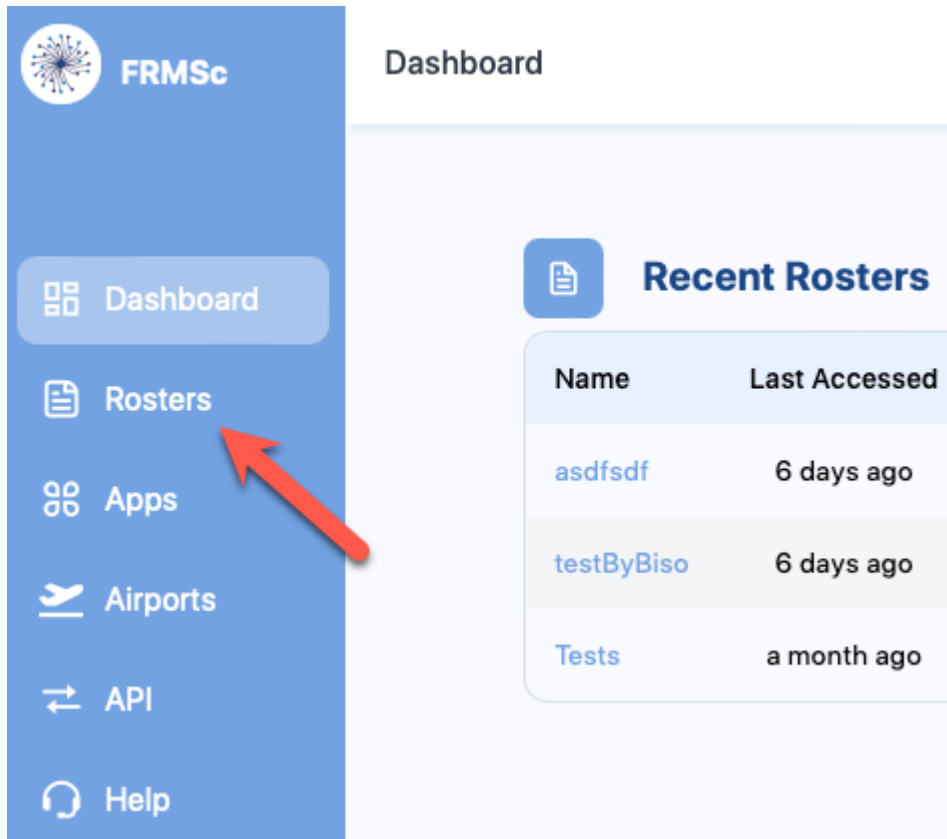 FRMSc
Dashboard
Dashboard
Rosters
Apps
Airports
API
Help
Recent Rosters
Name Last Accessed
asdfsdf 6 days ago
testByBiso 6 days ago
Tests a month ago